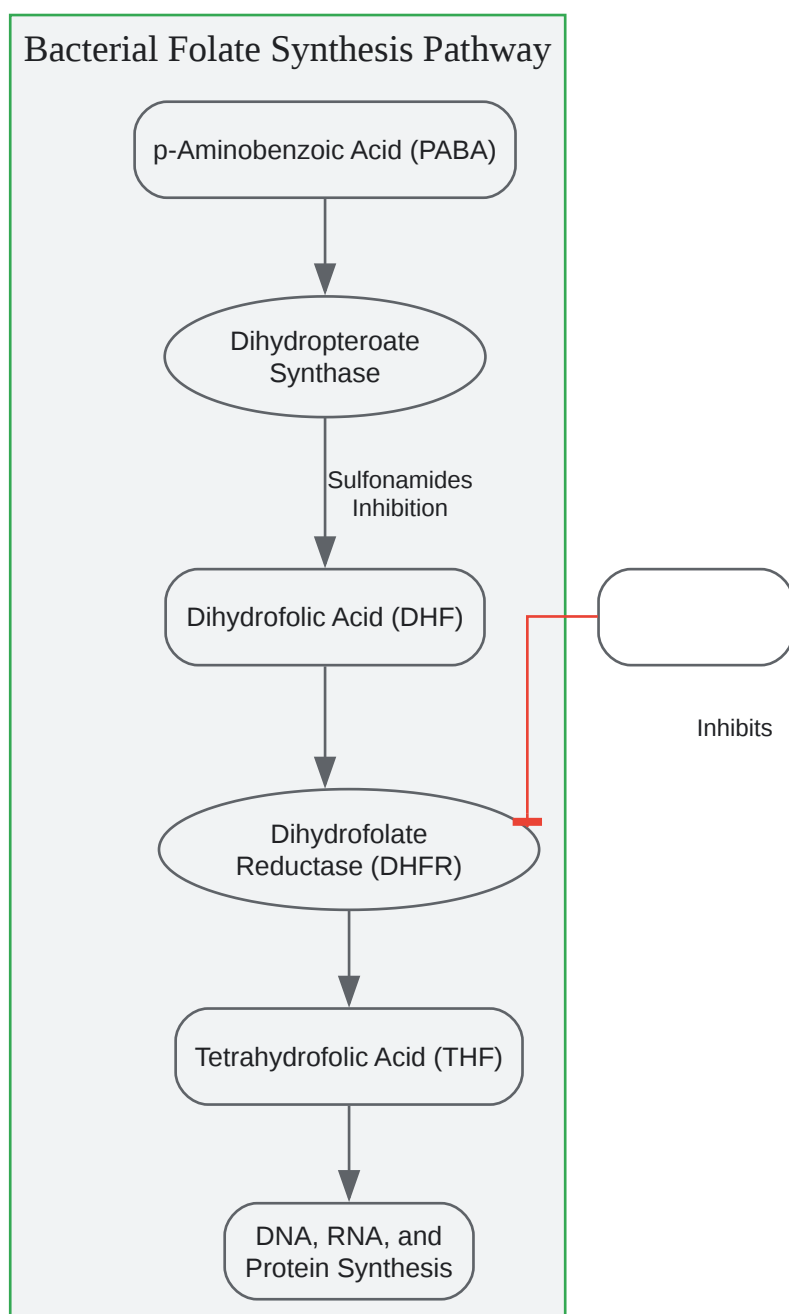 Bacterial Folate Synthesis Pathway
p-Aminobenzoic Acid (PABA)
Dihydropteroate
Synthase
Sulfonamides
Inhibition
Dihydrofolic Acid (DHF)
Inhibits
Dihydrofolate
Reductase (DHFR)
Tetrahydrofolic Acid (THF)
DNA, RNA, and
Protein Synthesis